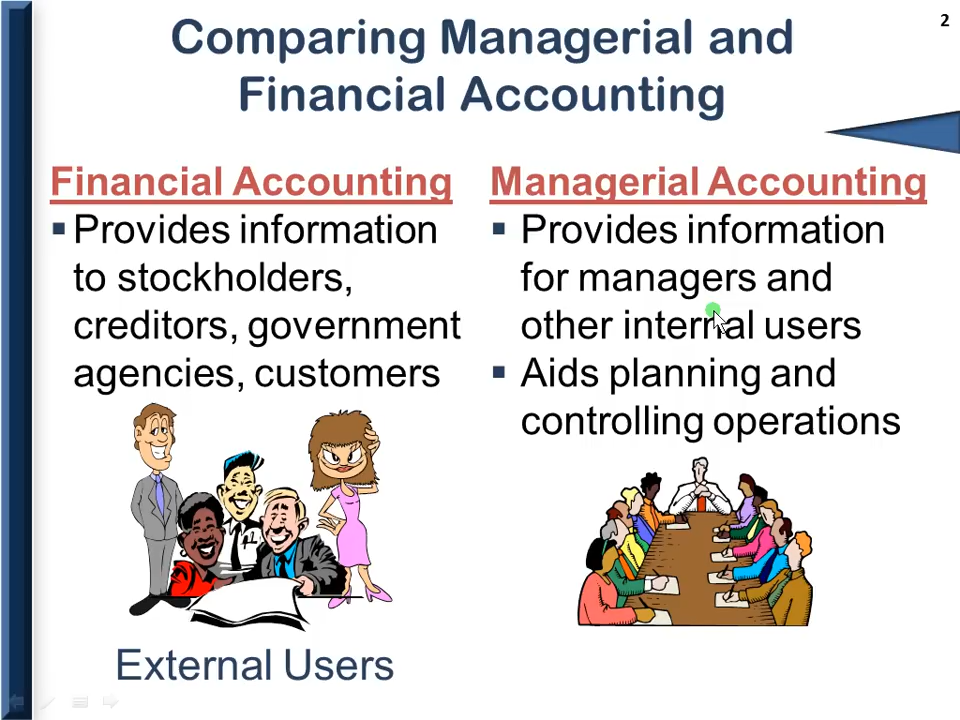 2
Comparing Managerial and
Financial Accounting
Financial Accounting
▪ Provides information
to stockholders,
creditors, government
agencies, customers
External Users
Managerial Accounting
▪ Provides information
for managers and
other internal users
▪ Aids planning and
controlling operations